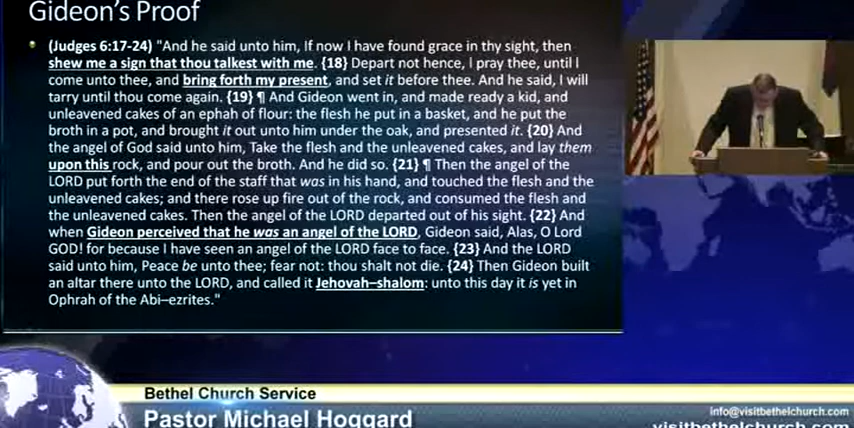 Gideon's Proof
• (Judges 6:17-24) "And he said unto him, If now I have found grace in thy sight, then
shew me a sign that thou talkest with me. {18} Depart not hence, I pray thee, until I
come unto thee, and bring forth my present, and set it before thee. And he said, I will
tarry until thou come again. {19} ¶ And Gideon went in, and made ready a kid, and
unleavened cakes of an ephah of flour: the flesh he put in a basket, and he put the
broth in a pot, and brought it out unto him under the oak, and presented it. {20} And
the angel of God said unto him, Take the flesh and the unleavened cakes, and lay them
upon this rock, and pour out the broth. And he did so. {21} ¶ Then the angel of the
LORD put forth the end of the staff that was in his hand, and touched the flesh and the
unleavened cakes; and there rose up fire out of the rock, and consumed the flesh and
the unleavened cakes. Then the angel of the LORD departed out of his sight. {22} And
when Gideon perceived that he was an angel of the LORD, Gideon said, Alas, O Lord
GOD! for because I have seen an angel of the LORD face to face. {23} And the LORD
said unto him, Peace be unto thee; fear not: thou shalt not die. {24} Then Gideon built
an altar there unto the LORD, and called it Jehovah–shalom: unto this day it is yet in
Ophrah of the Abi–ezrites."
Bethel Church Service
Pastor Michael Hoggard
info@visitbethelchurch.com
visitbethelchurch.com